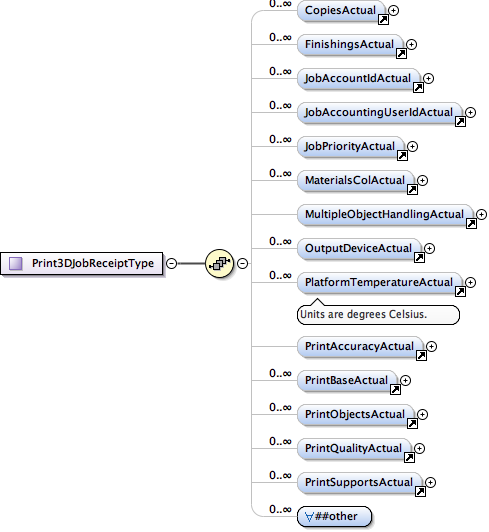 0..∞
CopiesActual
0..∞
FinishingsActual
0..∞
JobAccountIdActual
0..∞
JobAccountingUserIdActual
0..∞
JobPriorityActual
0..∞
MaterialsColActual
MultipleObjectHandlingActual
0..∞
OutputDeviceActual
Print3DJobReceiptType
0..∞
PlatformTemperatureActual
Units are degrees Celsius.
PrintAccuracyActual
0..∞
PrintBaseActual
0..∞
PrintObjectsActual
0..∞
PrintQualityActual
0..∞
PrintSupportsActual
0..∞
∀##other